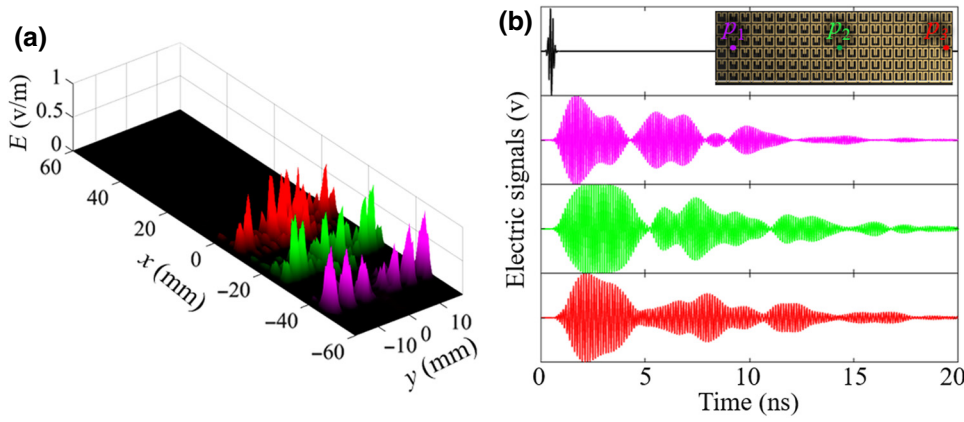 (a)
E (v/m)
1
0.5
0
60
40
20
0
−20
−40
−60
x (mm)
−10
0
10
y (mm)
(b)
p1
p2
p3
Electric signals (v)
0
5
10
15
20
Time (ns)